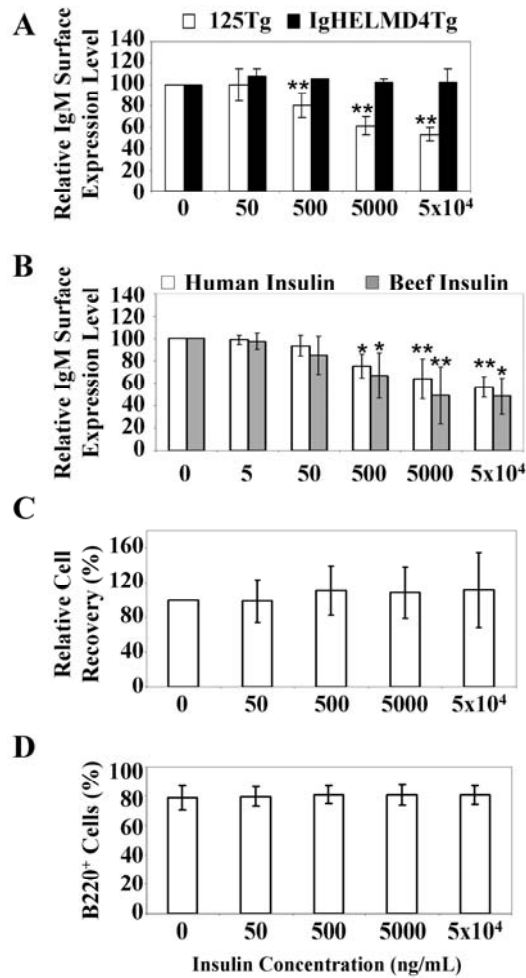 A
125Tg IgHELMD4Tg
Relative IgM Surface
Expression Level
140
120
100
80
60
40
20
0
** ** **
0 50 500 5000 5x10⁴
B
Human Insulin Beef Insulin
Relative IgM Surface
Expression Level
140
120
100
80
60
40
20
0
* * ** ** ** *
0 5 50 500 5000 5x10⁴
C
Relative Cell
Recovery (%)
160
120
80
40
0
0 50 500 5000 5x10⁴
D
B220⁺ Cells (%)
100
80
60
40
20
0
0 50 500 5000 5x10⁴
Insulin Concentration (ng/mL)